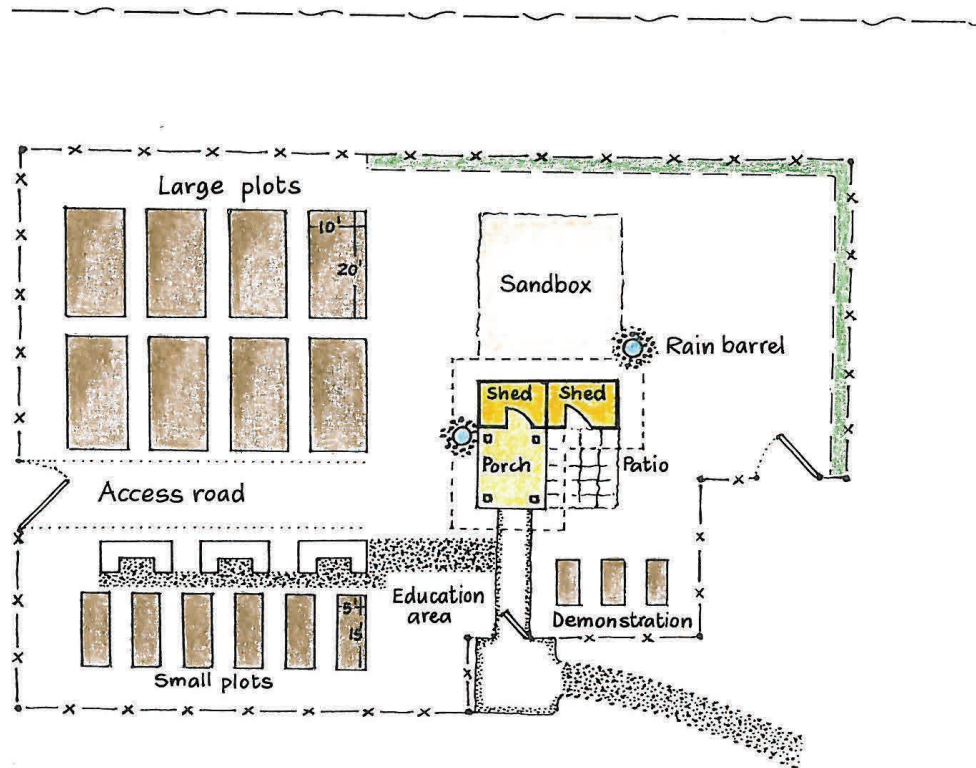 Large plots
10'
20'
Sandbox
Rain barrel
Shed
Shed
Porch
Patio
Access road
Education
area
5'
15'
Demonstration
Small plots